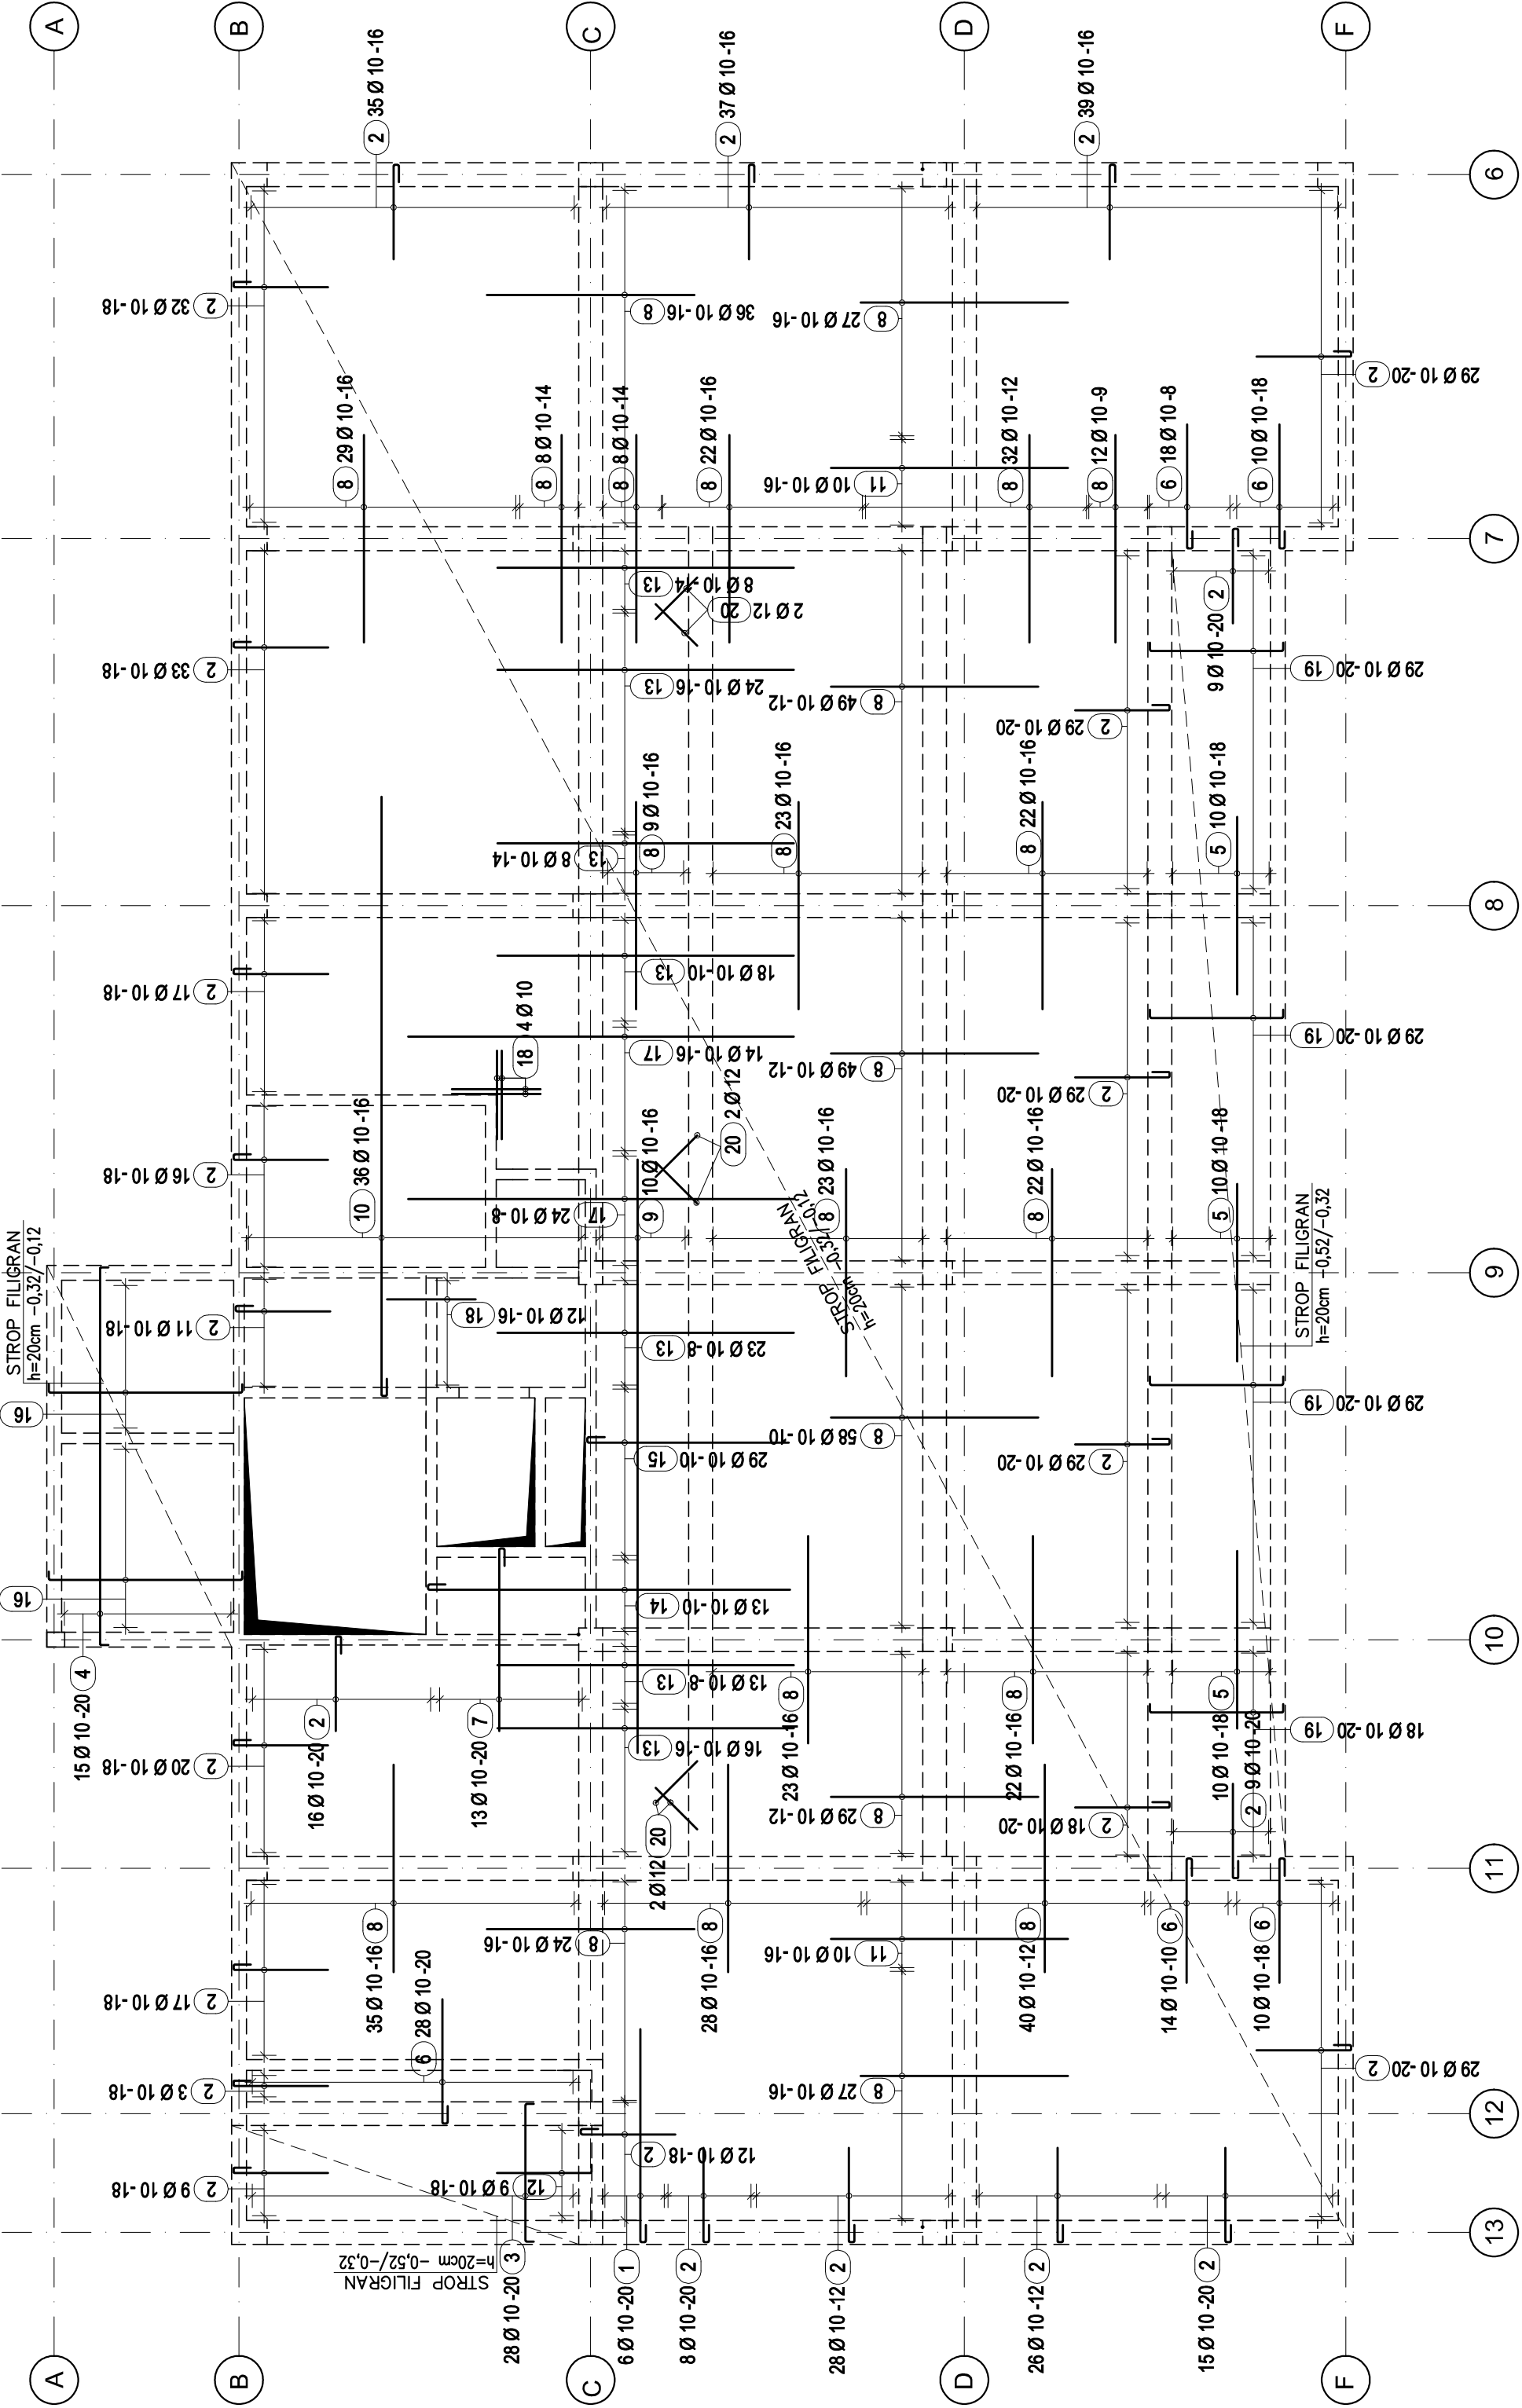 A
B
C
D
F
2 35 Ø 10 -16
2 37 Ø 10 -16
2 39 Ø 10 -16
6
2 32 Ø 10-18
8 36 Ø 10 -16
8 27 Ø 10 -16
2 29 Ø 10 -20
8 29 Ø 10 -16
8 8 Ø 10 -14
8 8 Ø 10 -14
8 22 Ø 10 -16
11 10 Ø 10 -16
8 32 Ø 10 -12
8 12 Ø 10 -9
6 18 Ø 10 -8
6 10 Ø 10 -18
7
13 8 Ø 10 -14
20 2 Ø 12
9 Ø 10 -20 2
2 33 Ø 10-18
13 24 Ø 10 -16
8 49 Ø 10 -12
2 29 Ø 10 -20
19 29 Ø 10 -20
13 8 Ø 10 -14
8 9 Ø 10 -16
8 23 Ø 10 -16
8 22 Ø 10 -16
5 10 Ø 10 -18
8
2 17 Ø 10-18
13 18 Ø 10 -10
18 4 Ø 10
17 14 Ø 10 -16
8 49 Ø 10 -12
2 29 Ø 10 -20
19 29 Ø 10 -20
2 16 Ø 10-18
10 36 Ø 10 -16
20 2 Ø 12
17 24 Ø 10 -8
9 10 Ø 10 -16
8 23 Ø 10 -16
8 22 Ø 10 -16
5 10 Ø 10 -18
STROP FILIGRAN
h=20cm -0,32/-0,12
STROP FILIGRAN
h=20cm -0,32/-0,12
STROP FILIGRAN
h=20cm -0,52/-0,32
9
2 11 Ø 10-18
18 12 Ø 10 -16
13 23 Ø 10 -8
16
15 29 Ø 10 -10
8 58 Ø 10 -10
2 29 Ø 10 -20
19 29 Ø 10 -20
16
14 13 Ø 10 -10
10
15 Ø 10 -20 4
2 20 Ø 10-18
16 Ø 10 -20 2
13 Ø 10 -20 7
13 13 Ø 10 -8
13 16 Ø 10 -16
23 Ø 10 -16 8
22 Ø 10 -16 8
10 Ø 10 -18 5
19 18 Ø 10 -20
2 Ø 12 20
8 29 Ø 10 -12
2 18 Ø 10 -20
2 9 Ø 10 -20
11
35 Ø 10 -16 8
8 24 Ø 10 -16
28 Ø 10 -16 8
11 10 Ø 10 -16
40 Ø 10 -12 8
14 Ø 10 -10 6
10 Ø 10 -18 6
2 17 Ø 10-18
6 28 Ø 10 -20
2 3 Ø 10-18
8 27 Ø 10 -16
2 29 Ø 10 -20
12
2 9 Ø 10-18
12 9 Ø 10 -18
2 12 Ø 10 -18
13
STROP FILIGRAN
h=20cm -0,52/-0,32
28 Ø 10 -20 3
6 Ø 10 -20 1
8 Ø 10 -20 2
28 Ø 10 -12 2
26 Ø 10 -12 2
15 Ø 10 -20 2
A
B
C
D
F